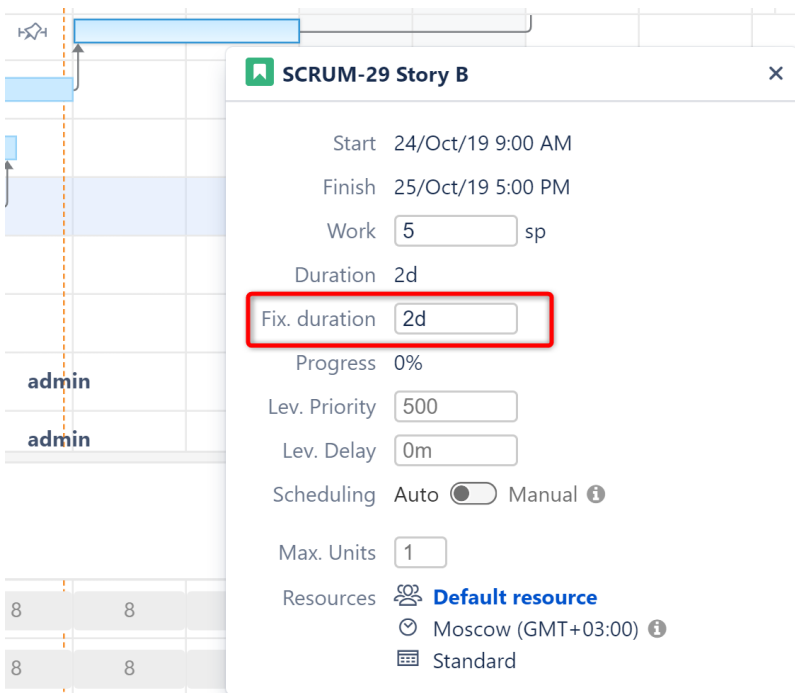 SCRUM-29 Story B
Start 24/Oct/19 9:00 AM
Finish 25/Oct/19 5:00 PM
Work 5 sp
Duration 2d
Fix. duration 2d
Progress 0%
admin
Lev. Priority 500
admin
Lev. Delay 0m
Scheduling Auto Manual
Max. Units 1
Resources Default resource
8 8
Moscow (GMT+03:00)
Standard
8 8